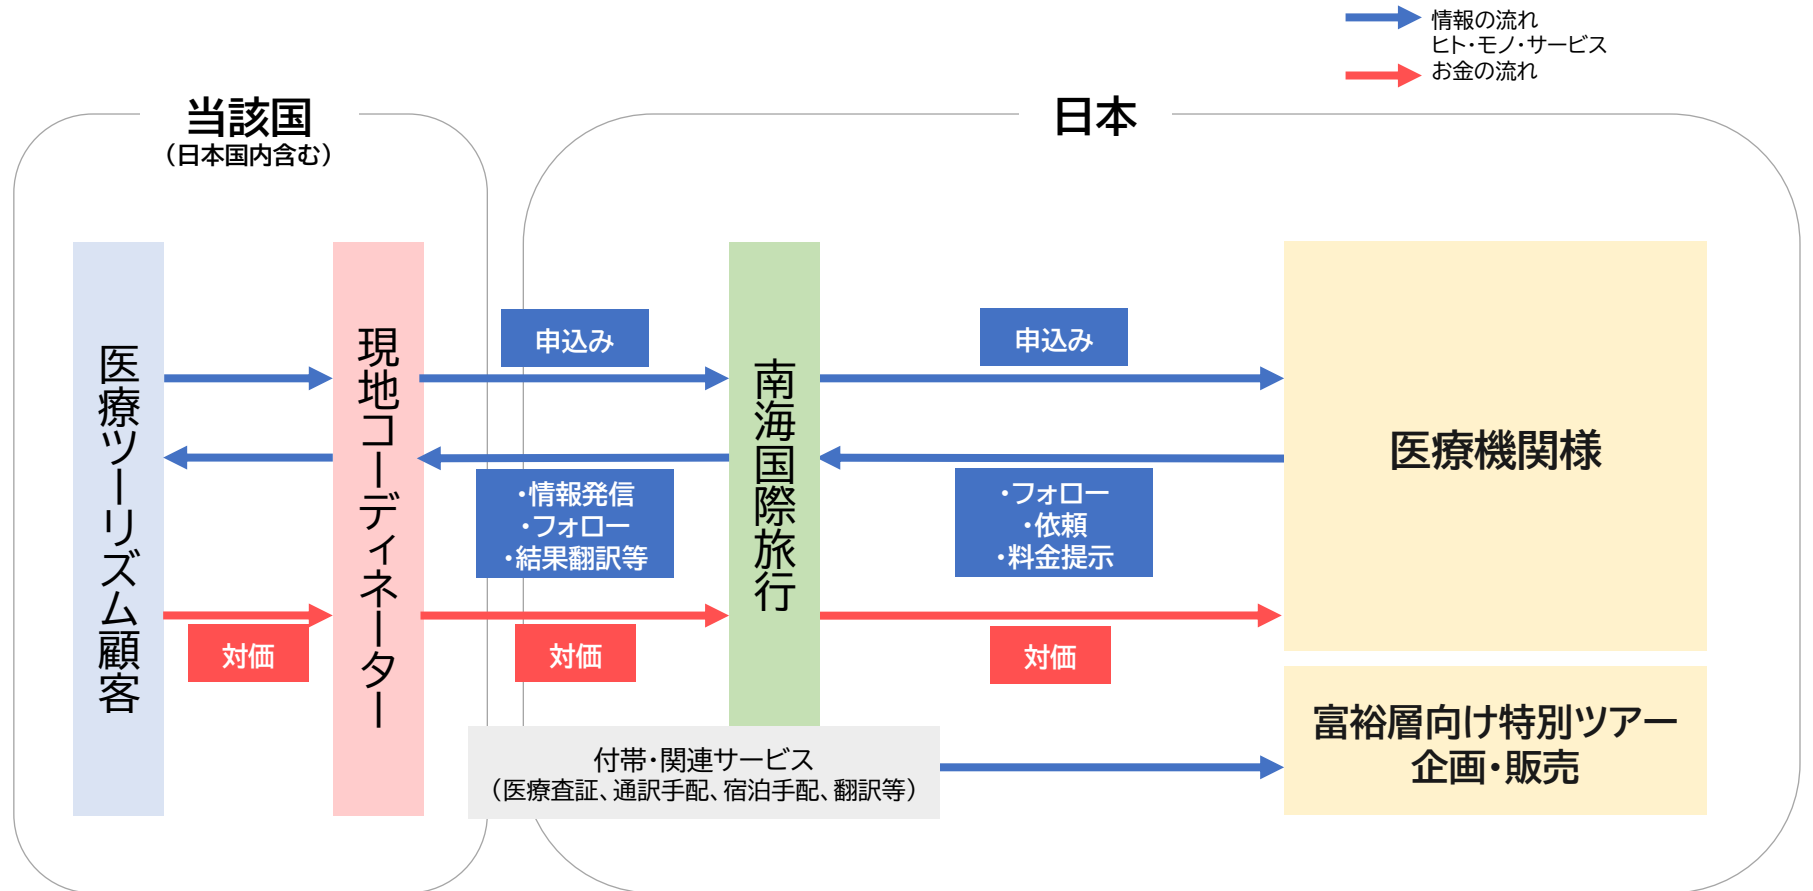 情報の流れ
ヒト・モノ・サービス
お金の流れ
当該国
（日本国内含む）
日本
医療ツーリズム顧客
現地コーディネーター
南海国際旅行
申込み
申込み
医療機関様
・情報発信
・フォロー
・結果翻訳等
・フォロー
・依頼
・料金提示
対価
対価
対価
付帯・関連サービス
（医療査証、通訳手配、宿泊手配、翻訳等）
富裕層向け特別ツアー
企画・販売